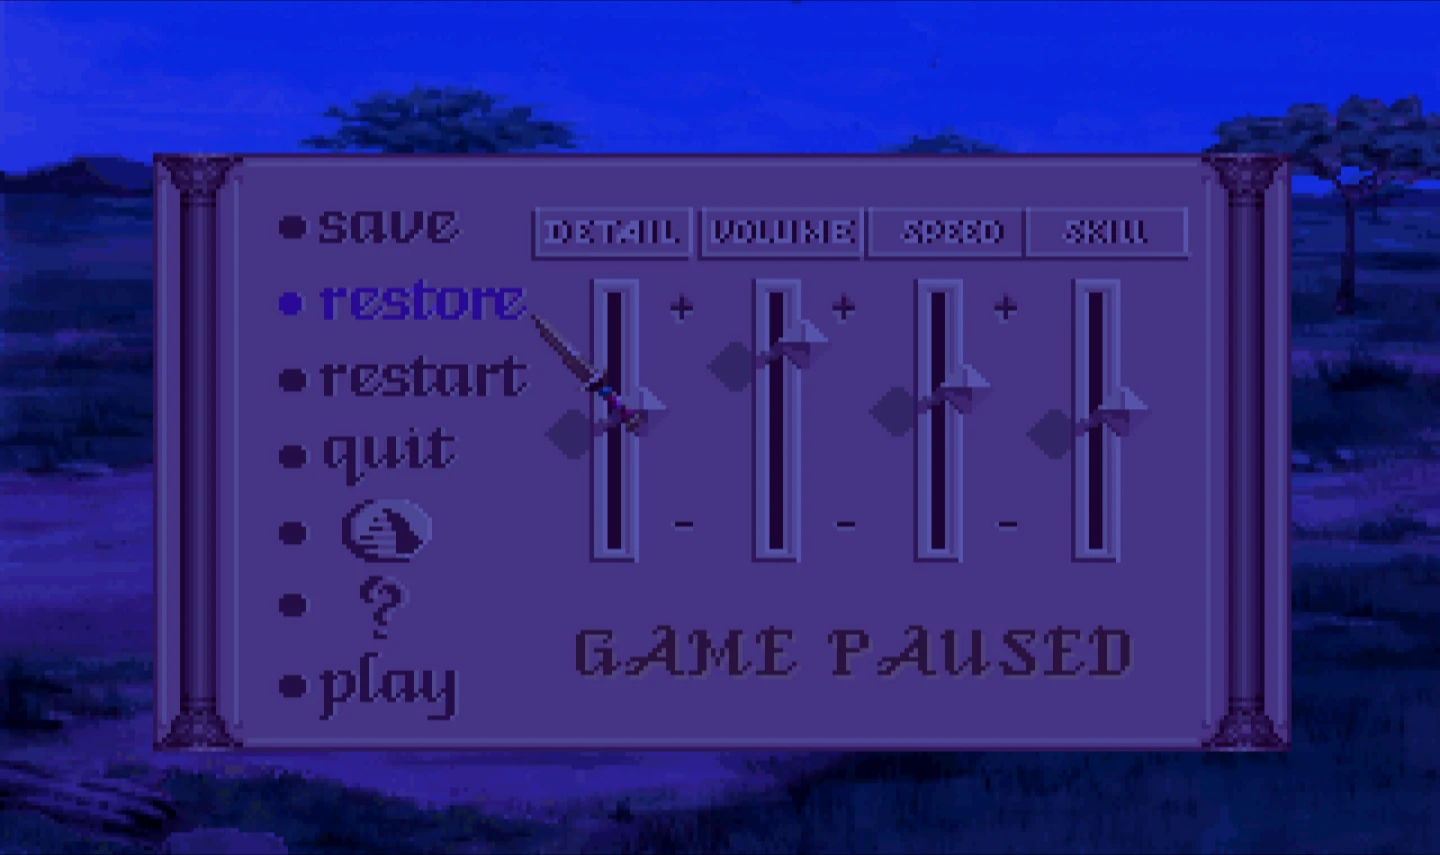 save
restore
restart
quit
?
play
DETAIL
VOLUME
SPEED
SKILL
+
+
+
-
-
-
GAME PAUSED